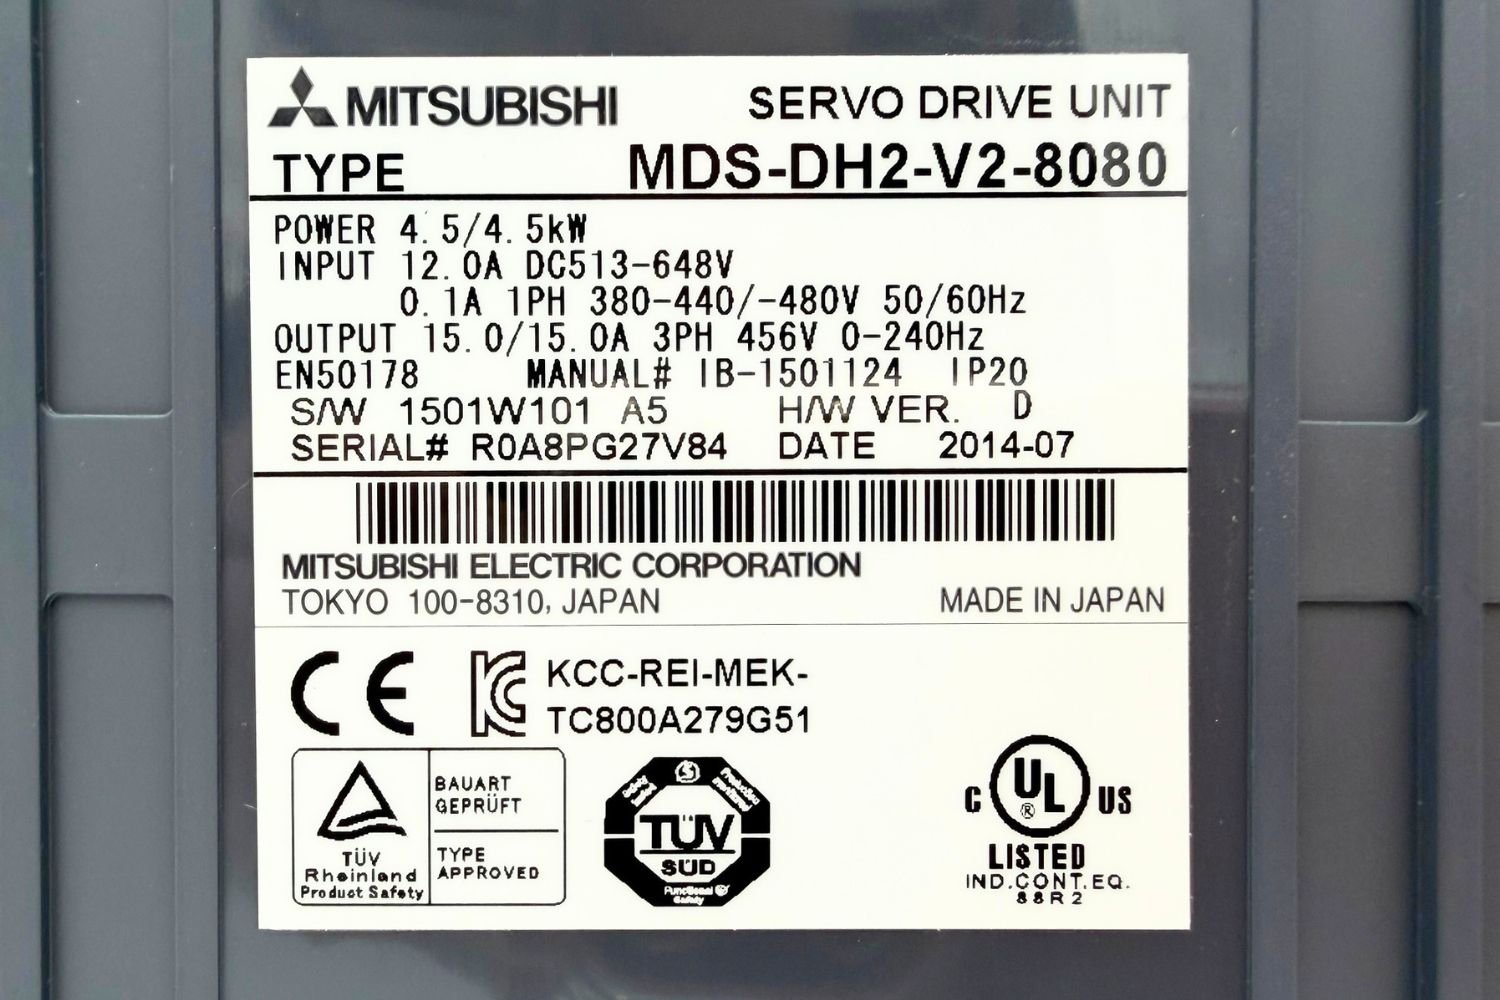 MITSUBISHI SERVO DRIVE UNIT
TYPE MDS-DH2-V2-8080
POWER 4.5/4.5kW
INPUT 12.0A DC513-648V
0.1A 1PH 380-440/-480V 50/60Hz
OUTPUT 15.0/15.0A 3PH 456V 0-240Hz
EN50178 MANUAL# IB-1501124 IP20
S/W 1501W101 A5 H/W VER. D
SERIAL# R0A8PG27V84 DATE 2014-07
MITSUBISHI ELECTRIC CORPORATION
TOKYO 100-8310, JAPAN MADE IN JAPAN
CE KCC-REI-MEK-
TC800A279G51
BAUART
GEPRÜFT
TYPE
APPROVED
TÜV
Rheinland
Product Safety
TÜV
SÜD
Functional
Safety
C UL® US
LISTED
IND.CONT.EQ.
88R2